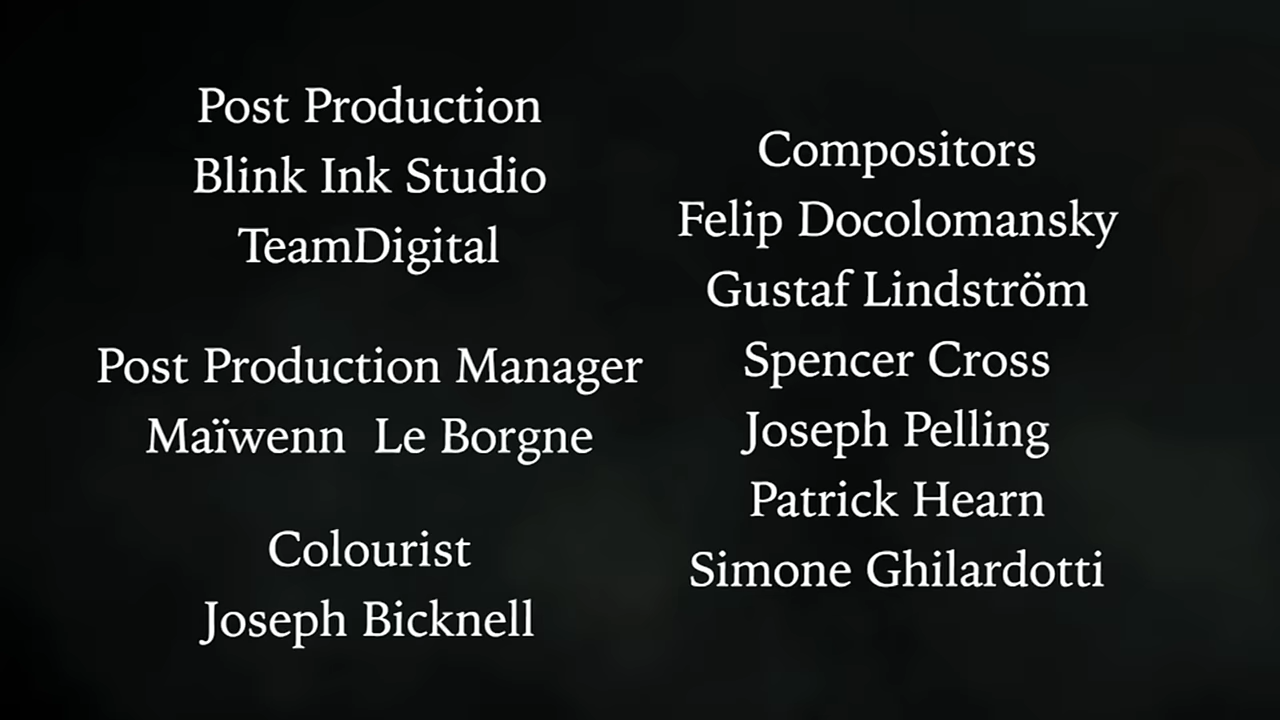 Post Production
Blink Ink Studio
TeamDigital
Post Production Manager
Maïwenn  Le Borgne
Colourist
Joseph Bicknell
Compositors
Felip Docolomansky
Gustaf Lindström
Spencer Cross
Joseph Pelling
Patrick Hearn
Simone Ghilardotti